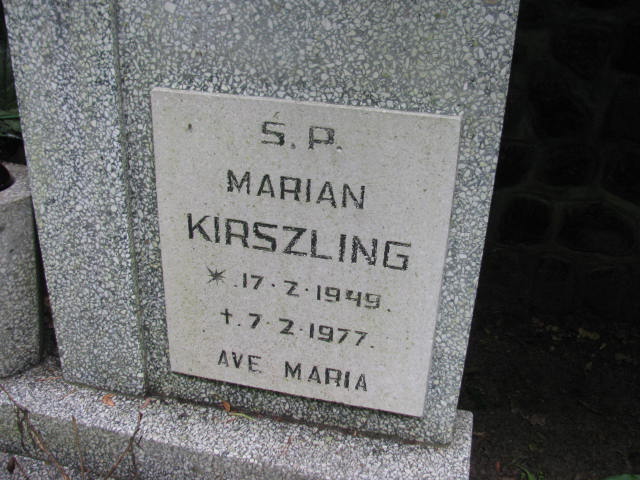 Ś.P.
MARIAN
KIRSZLING
* .17.2.1949.
†.7.2.1977.
AVE MARIA